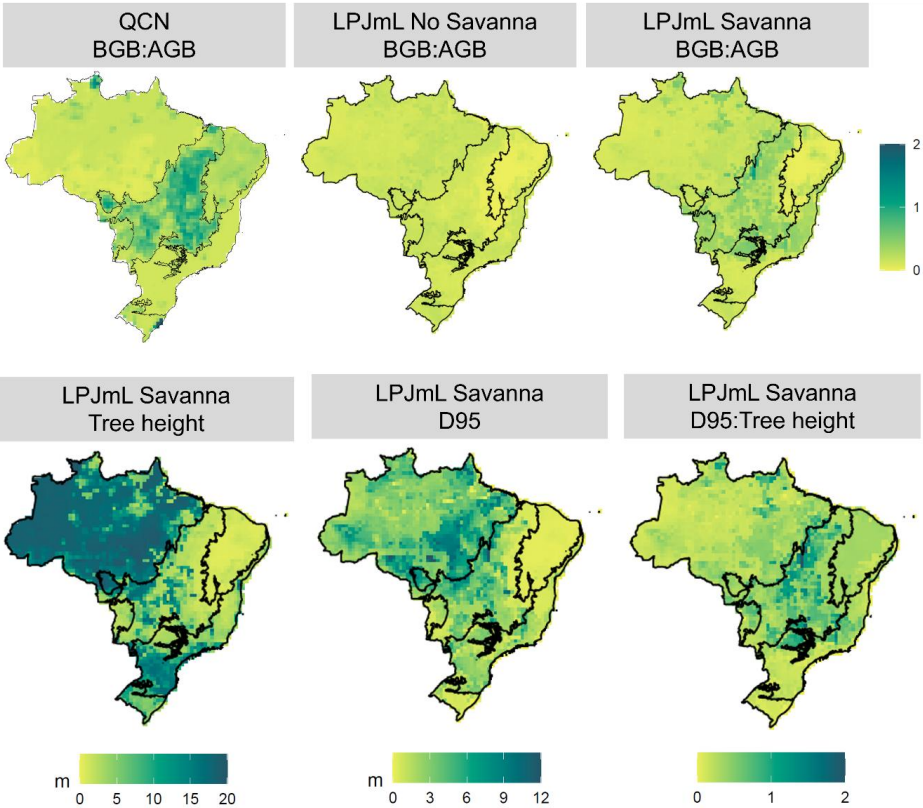 QCN
BGB:AGB
LPJmL No Savanna
BGB:AGB
LPJmL Savanna
BGB:AGB
2
1
0
LPJmL Savanna
Tree height
LPJmL Savanna
D95
LPJmL Savanna
D95:Tree height
m
0 5 10 15 20
m
0 3 6 9 12
0 1 2